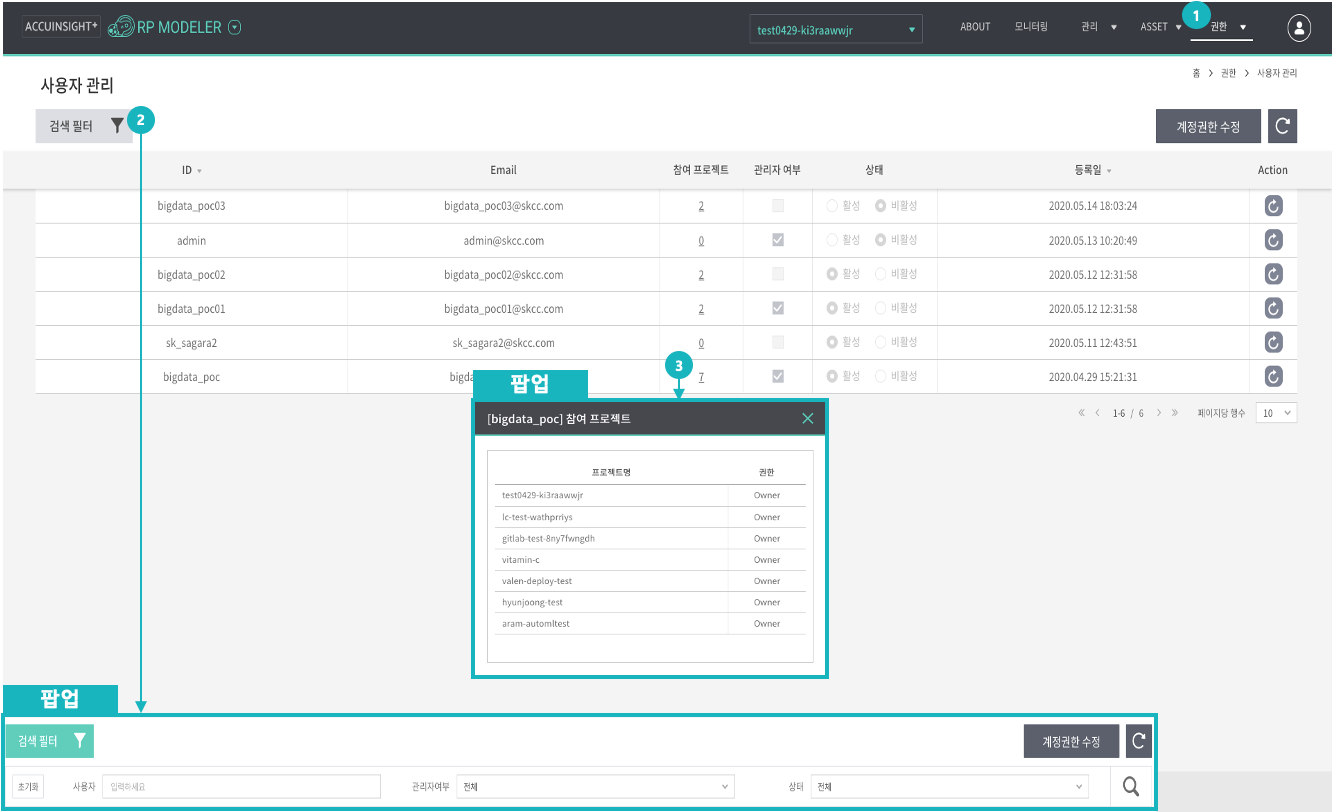 ACCUINSIGHT+ RP MODELER test0429-ki3raawwjr ABOUT 모니터링 관리 ASSET 1 권한
홈 > 권한 > 사용자 관리
사용자 관리
검색 필터 2 계정권한 수정
ID Email 참여 프로젝트 관리자 여부 상태 등록일 Action
bigdata_poc03 bigdata_poc03@skcc.com 2 활성 비활성 2020.05.14 18:03:24
admin admin@skcc.com 0 활성 비활성 2020.05.13 10:20:49
bigdata_poc02 bigdata_poc02@skcc.com 2 활성 비활성 2020.05.12 12:31:58
bigdata_poc01 bigdata_poc01@skcc.com 2 활성 비활성 2020.05.12 12:31:58
sk_sagara2 sk_sagara2@skcc.com 0 활성 비활성 2020.05.11 12:43:51
bigdata_poc bigda 7 활성 비활성 2020.04.29 15:21:31
3
팝업
« < 1-6 / 6 > » 페이지당 행수 10
[bigdata_poc] 참여 프로젝트
프로젝트명 권한
test0429-ki3raawwjr Owner
lc-test-wathprriys Owner
gitlab-test-8ny7fwngdh Owner
vitamin-c Owner
valen-deploy-test Owner
hyunjoong-test Owner
aram-automltest Owner
팝업
검색 필터 계정권한 수정
초기화 사용자 입력하세요 관리자여부 전체 상태 전체